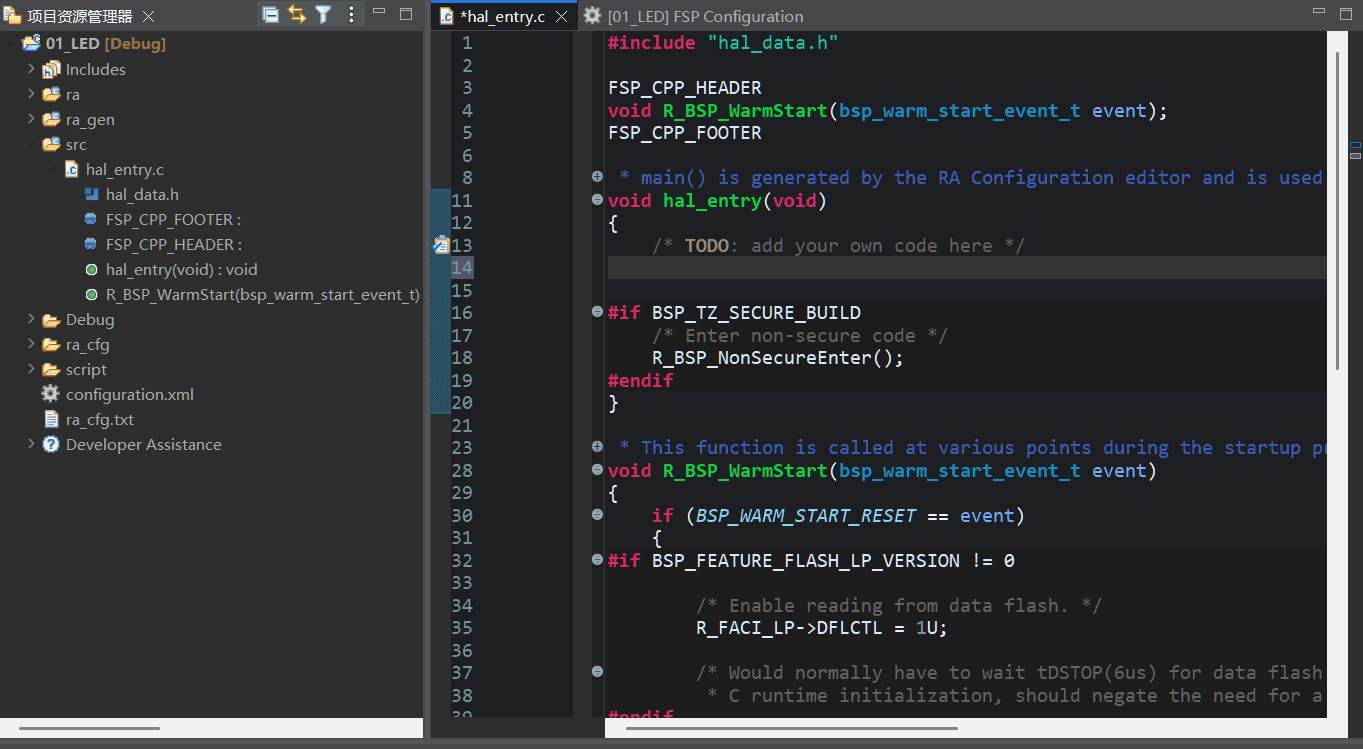 项目资源管理器
01_LED [Debug]
Includes
ra
ra_gen
src
hal_entry.c
hal_data.h
FSP_CPP_FOOTER :
FSP_CPP_HEADER :
hal_entry(void) : void
R_BSP_WarmStart(bsp_warm_start_event_t)
Debug
ra_cfg
script
configuration.xml
ra_cfg.txt
Developer Assistance
*hal_entry.c
[01_LED] FSP Configuration
1 #include "hal_data.h"
2
3 FSP_CPP_HEADER
4 void R_BSP_WarmStart(bsp_warm_start_event_t event);
5 FSP_CPP_FOOTER
6
8 * main() is generated by the RA Configuration editor and is used
11 void hal_entry(void)
12 {
13 /* TODO: add your own code here */
14
15
16 #if BSP_TZ_SECURE_BUILD
17 /* Enter non-secure code */
18 R_BSP_NonSecureEnter();
19 #endif
20 }
21
23 * This function is called at various points during the startup
28 void R_BSP_WarmStart(bsp_warm_start_event_t event)
29 {
30 if (BSP_WARM_START_RESET == event)
31 {
32 #if BSP_FEATURE_FLASH_LP_VERSION != 0
33
34 /* Enable reading from data flash. */
35 R_FACI_LP->DFLCTL = 1U;
36
37 /* Would normally have to wait tDSTOP(6us) for data flash
38 * C runtime initialization, should negate the need for a
39 #endif